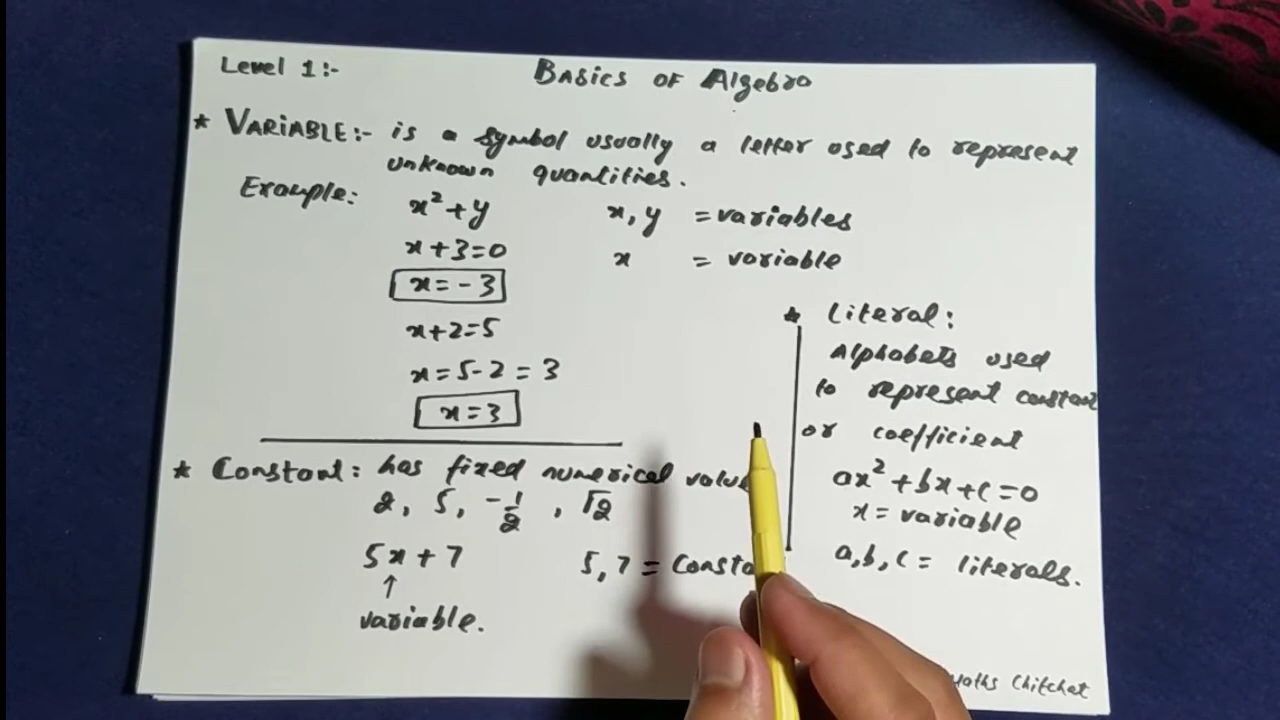 Level 1:-
Basics of Algebra
* VARiABLE:- is a symbol usually a letter used to represent
unknown quantities.
Example:
x² + y
x, y = variables
x + 3 = 0
x = variable
x = - 3
x + 2 = 5
x = 5 - 2 = 3
x = 3
* Constant: has fixed numerical value
2, 5, -1/2, √2
5x + 7
5, 7 =
↑
variable.
* Literal:
Alphabets used
to represent constant
or coefficient
ax² + bx + c = 0
x = variable
a, b, c = literals.
Maths Chitchat